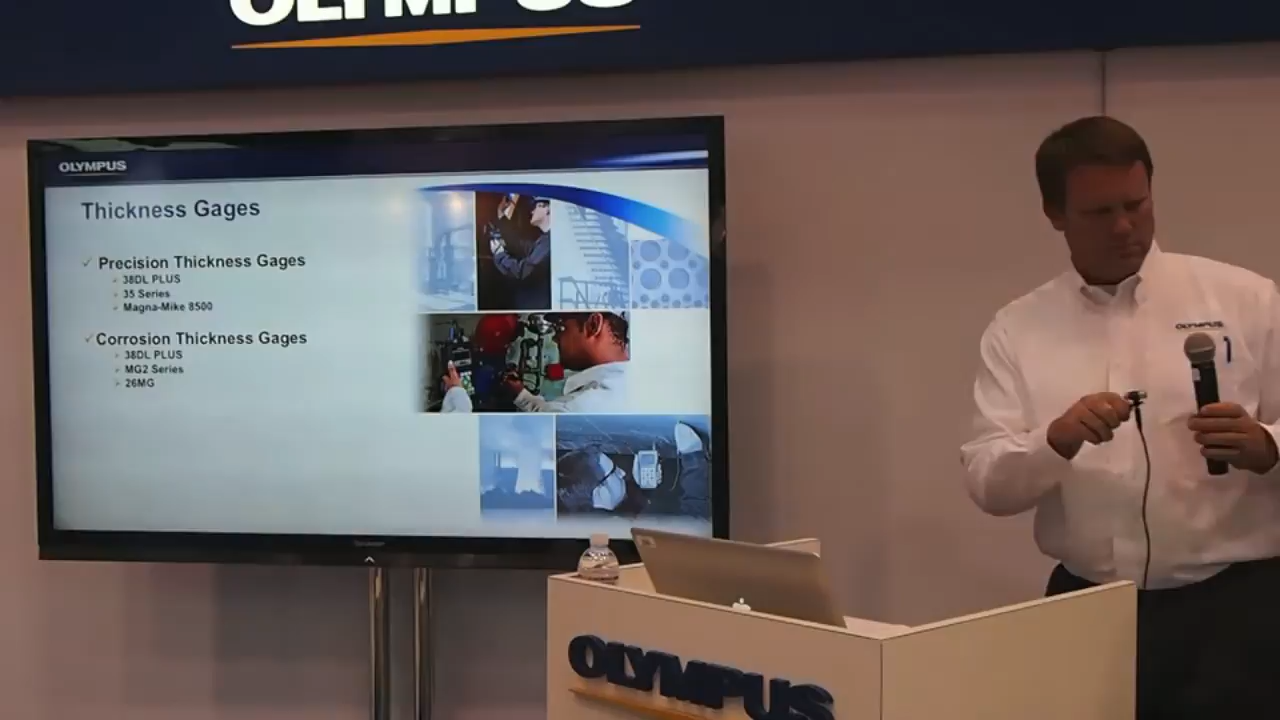 OLYMPUS
OLYMPUS
Thickness Gages
Precision Thickness Gages
38DL PLUS
35 Series
Magna-Mike 8500
Corrosion Thickness Gages
38DL PLUS
MG2 Series
26MG
OLYMPUS
OLYMPUS